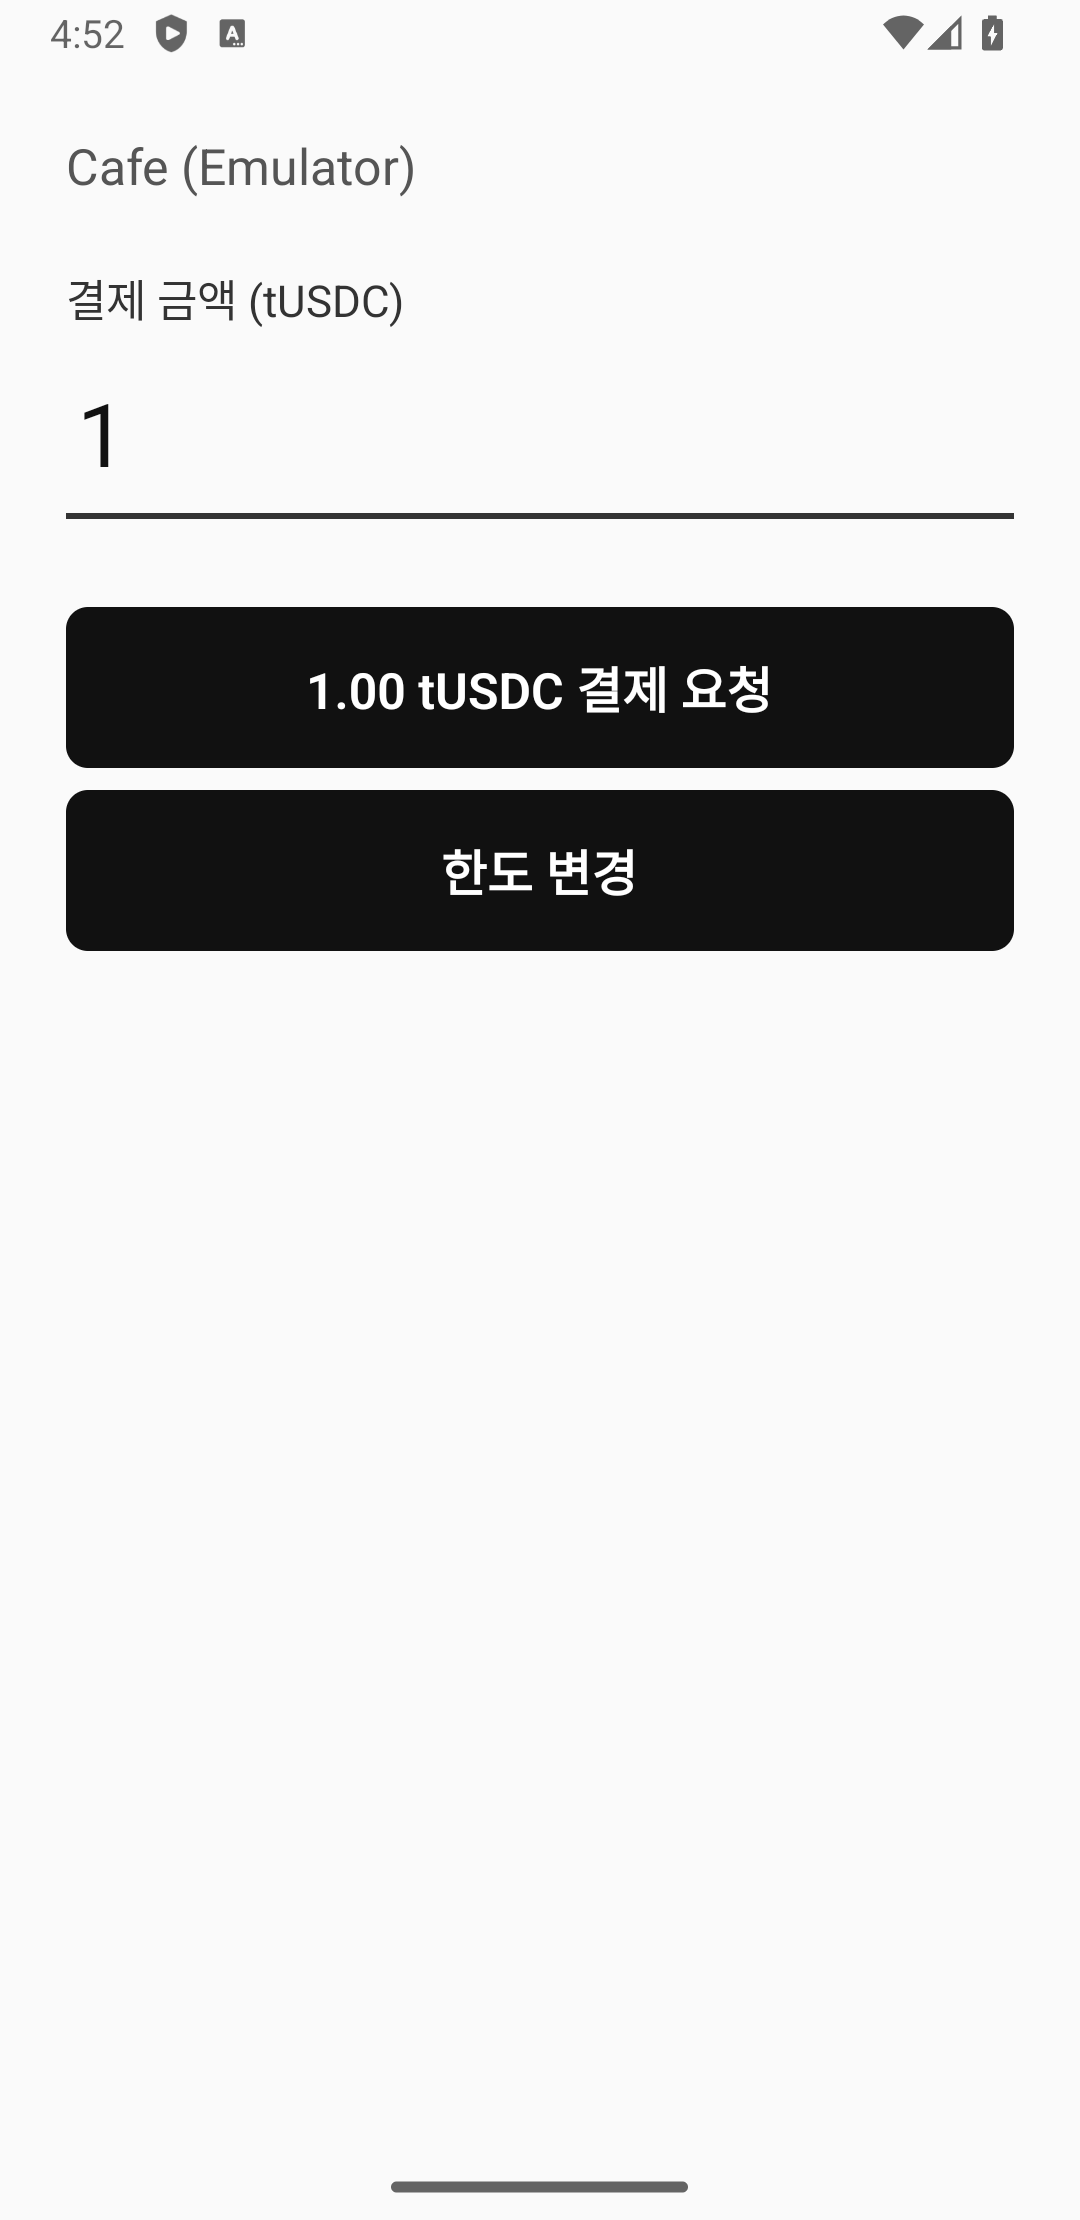 4:52
Cafe (Emulator)
결제 금액 (tUSDC)
1
1.00 tUSDC 결제 요청
한도 변경